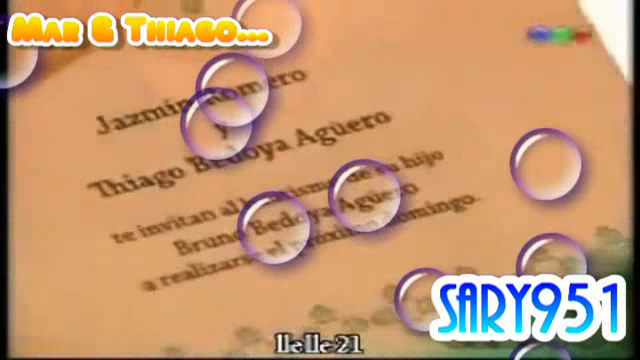 Mar & Thiago...
Jazmín Romero
y
Thiago Bedoya Agüero
te invitan al bautismo de su hijo
Bruno Bedoya Agüero
a realizarse el próximo domingo.
SARY951
lleLle21